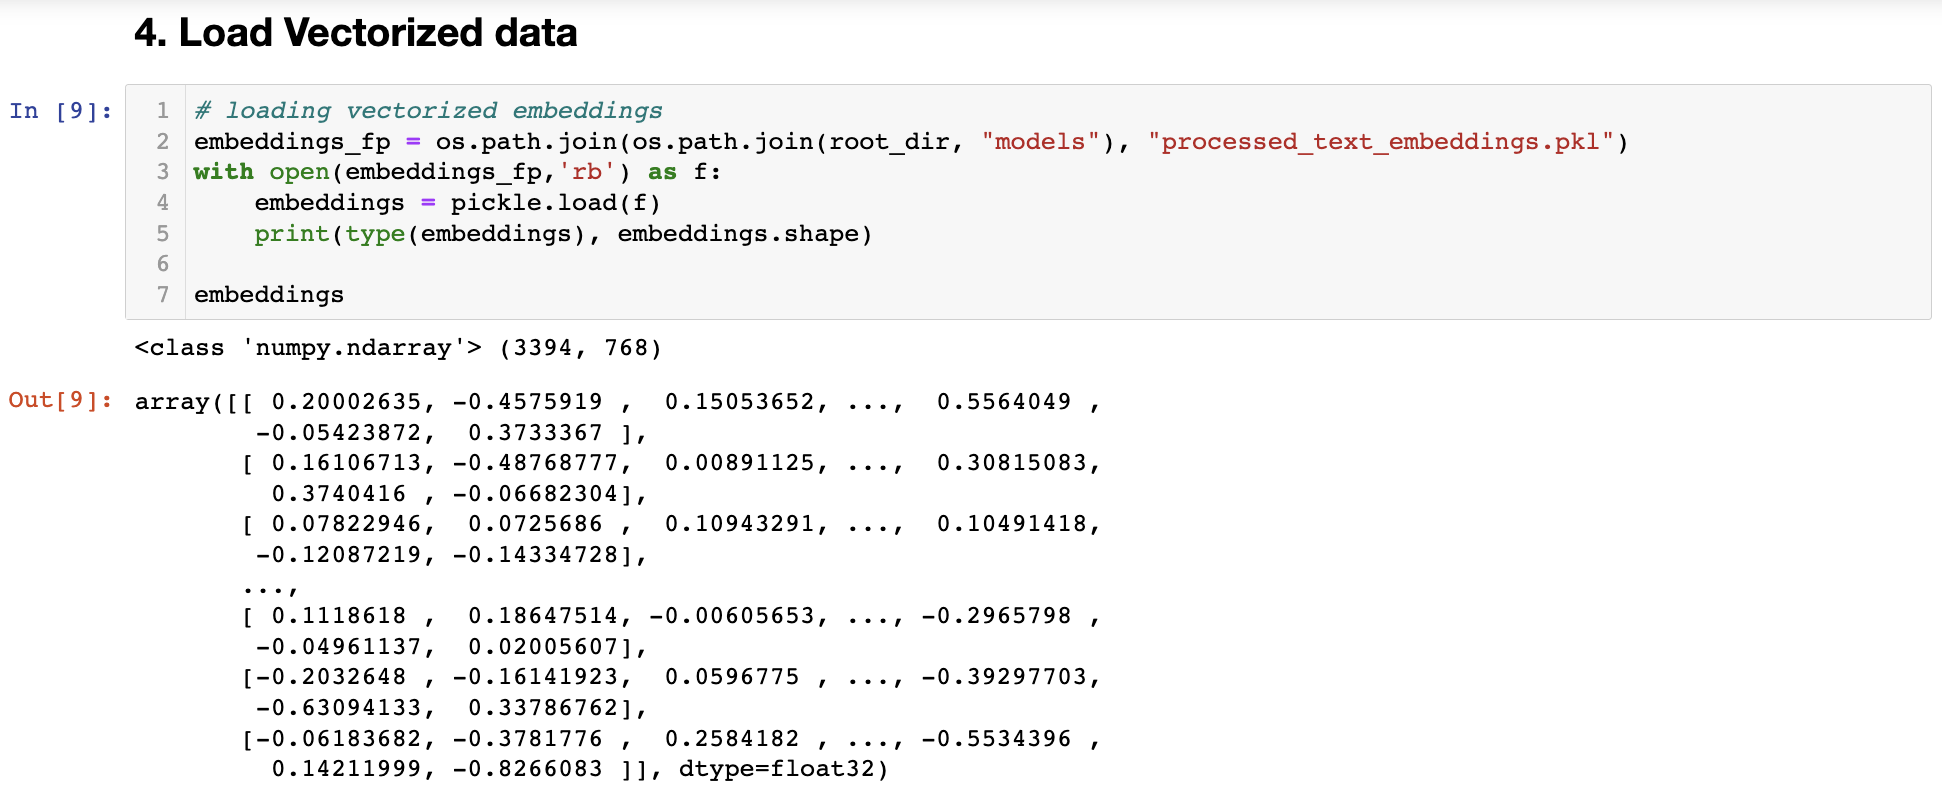 4. Load Vectorized data
In [9]:
1 # loading vectorized embeddings
2 embeddings_fp = os.path.join(os.path.join(root_dir, "models"), "processed_text_embeddings.pkl")
3 with open(embeddings_fp,'rb') as f:
4     embeddings = pickle.load(f)
5     print(type(embeddings), embeddings.shape)
6
7 embeddings
<class 'numpy.ndarray'> (3394, 768)
Out[9]: array([[ 0.20002635, -0.4575919 ,  0.15053652, ...,  0.5564049 ,
        -0.05423872,  0.3733367 ],
       [ 0.16106713, -0.48768777,  0.00891125, ...,  0.30815083,
         0.3740416 , -0.06682304],
       [ 0.07822946,  0.0725686 ,  0.10943291, ...,  0.10491418,
        -0.12087219, -0.14334728],
       ...,
       [ 0.1118618 ,  0.18647514, -0.00605653, ..., -0.2965798 ,
        -0.04961137,  0.02005607],
       [-0.2032648 , -0.16141923,  0.0596775 , ..., -0.39297703,
        -0.63094133,  0.33786762],
       [-0.06183682, -0.3781776 ,  0.2584182 , ..., -0.5534396 ,
         0.14211999, -0.8266083 ]], dtype=float32)